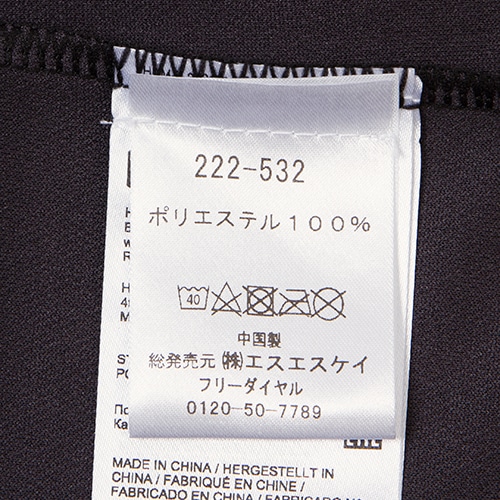 222-532
ポリエステル100%
40
中国製
総発売元 ㈱エスエスケイ
フリーダイヤル
0120-50-7789
MADE IN CHINA / HERGESTELLT IN
CHINA / FABRIQUÉ EN CHINE /
FABRICADO EN CHINA /